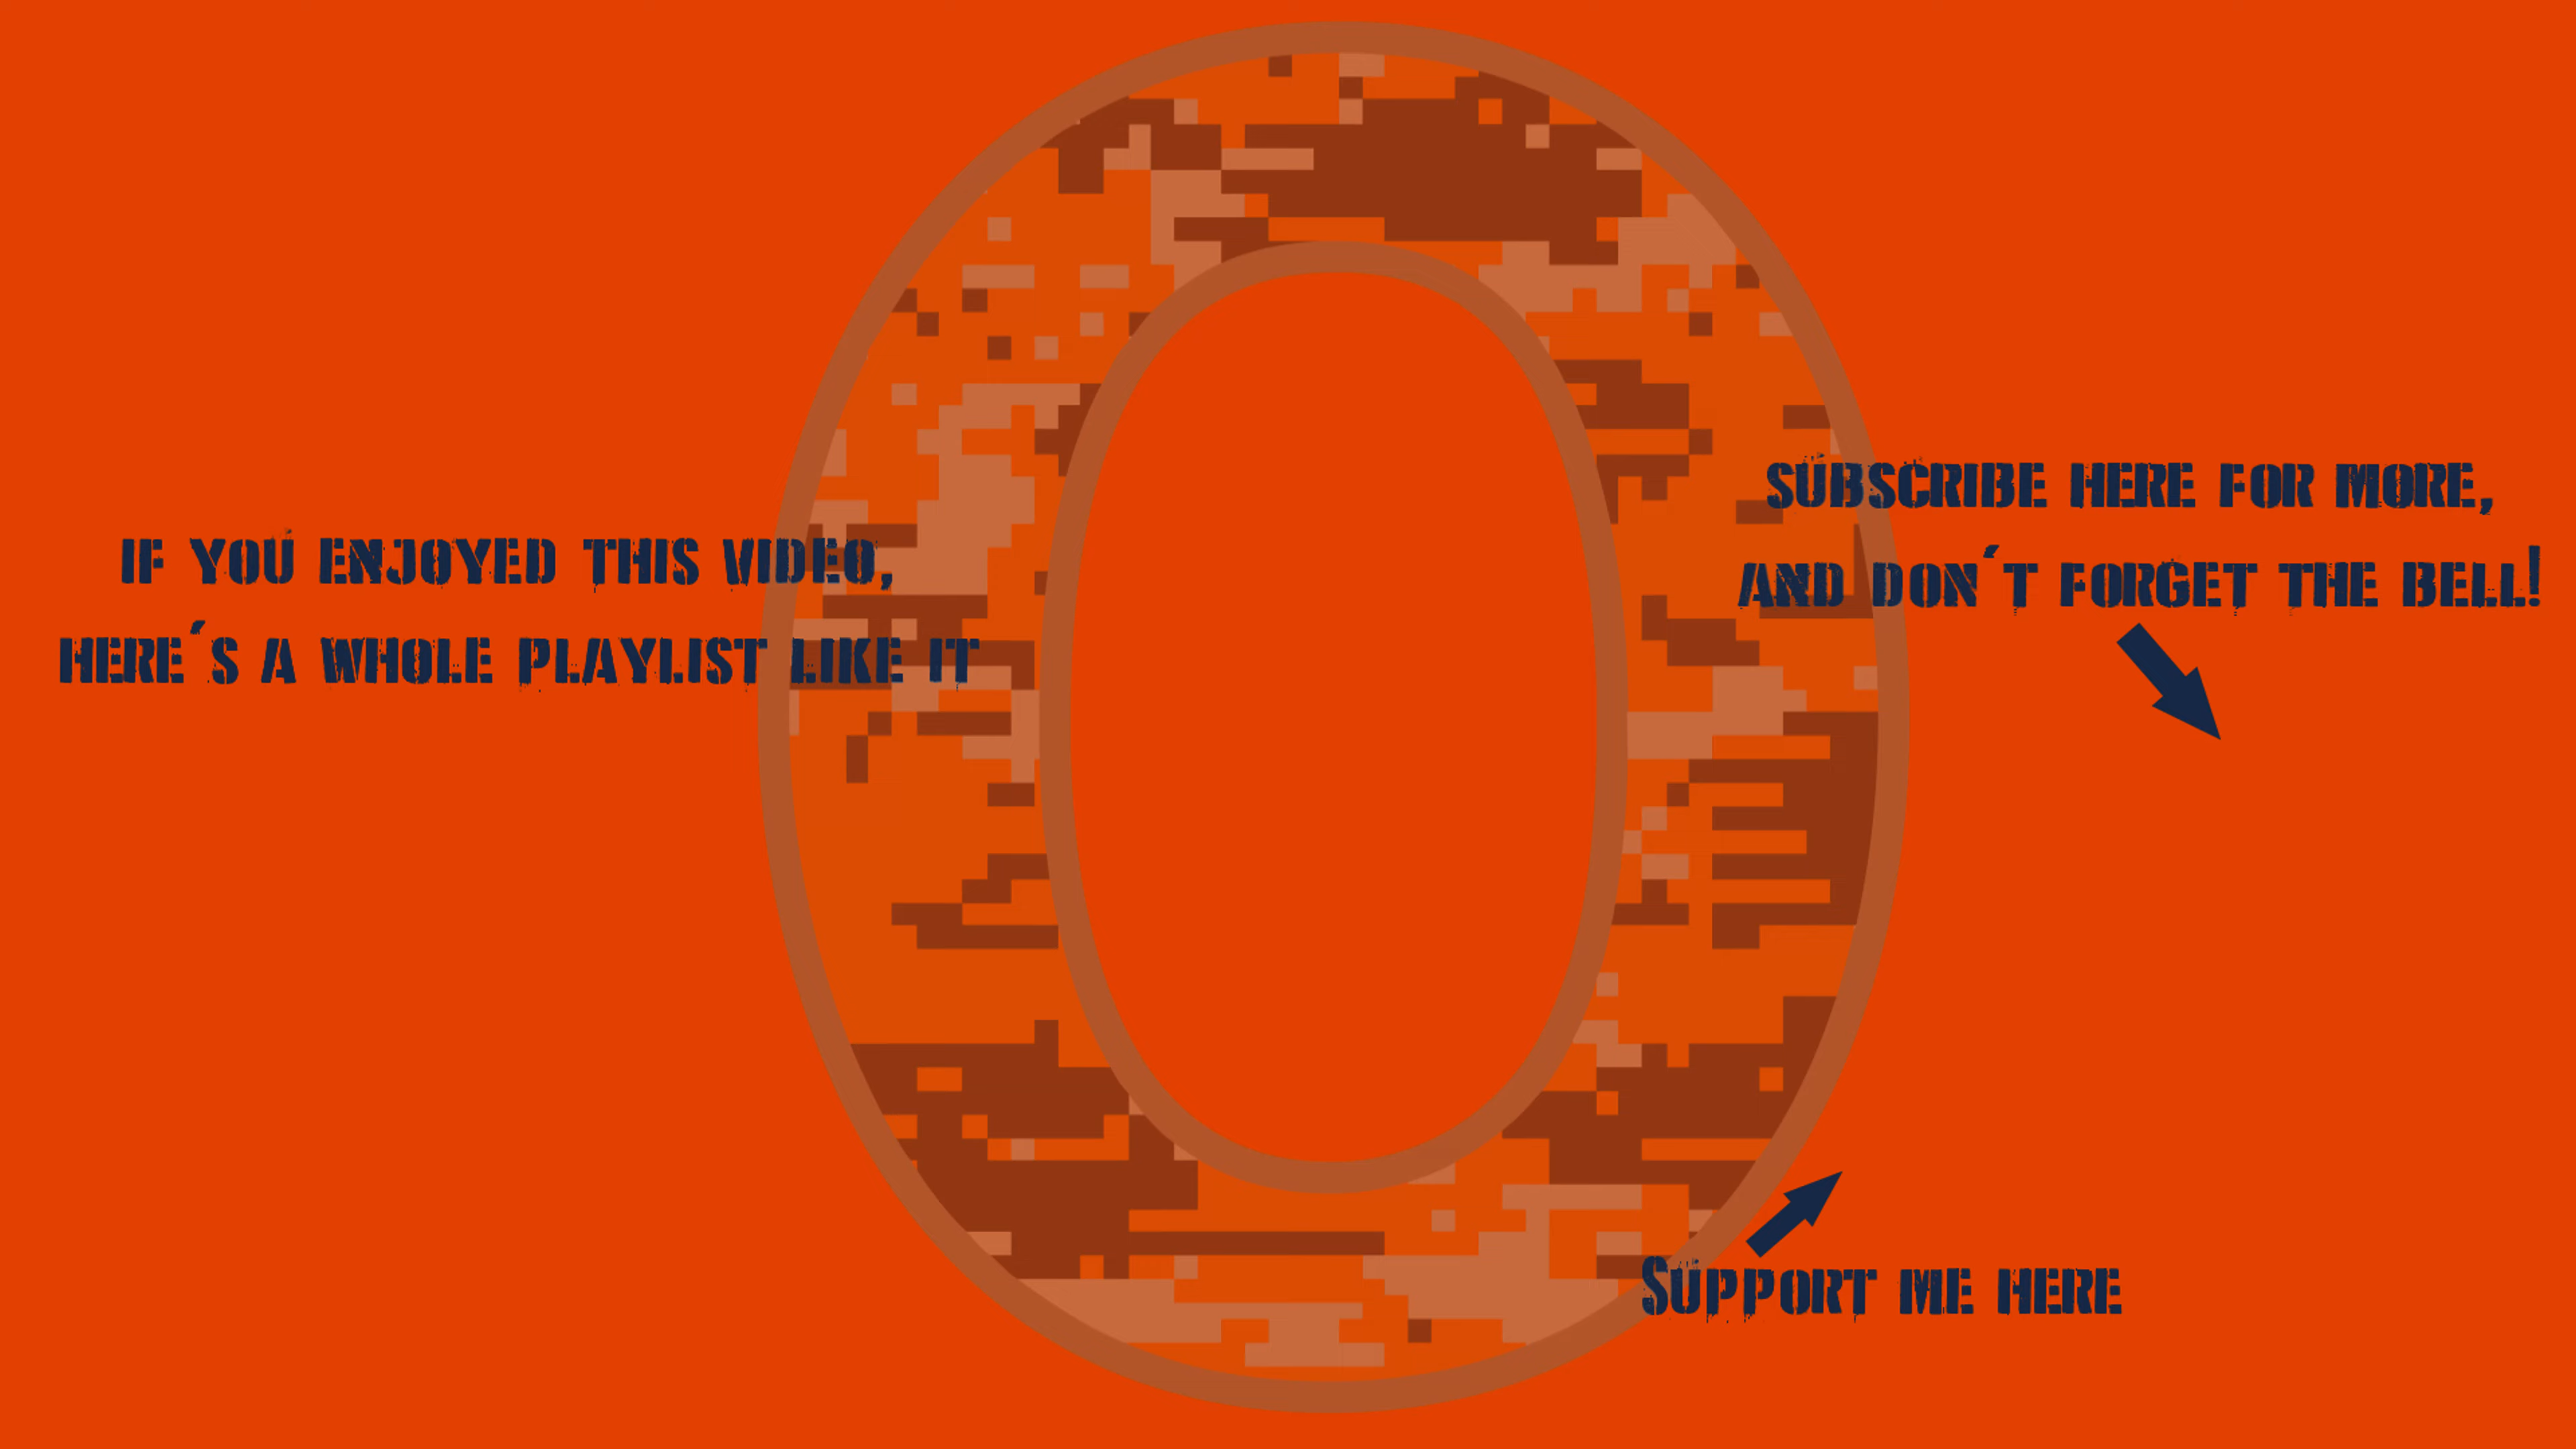 IF YOU ENJOYED THIS VIDEO,
HERE´S A WHOLE PLAYLIST LIKE IT
SUBSCRIBE HERE FOR MORE,
AND DON´T FORGET THE BELL!
SUPPORT ME HERE
O